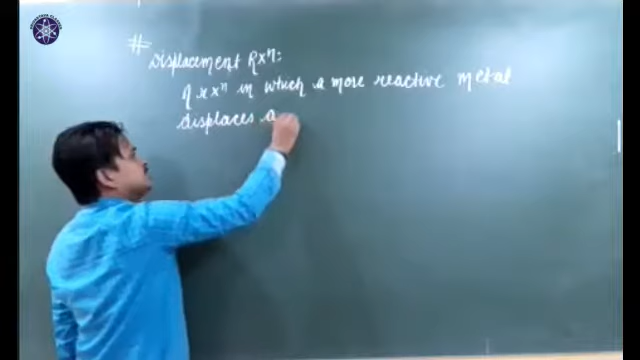 # Displacement Rxⁿ:
A rxⁿ in which a more reactive metal
displaces a